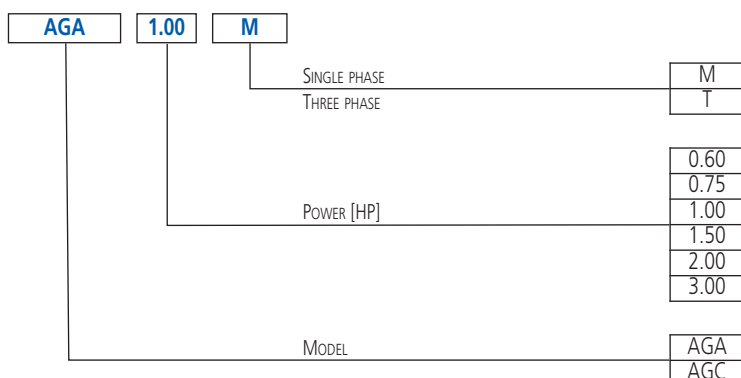 AGA 1.00 M
SINGLE PHASE M
THREE PHASE T
0.60
0.75
POWER [HP] 1.00
1.50
2.00
3.00
MODEL AGA
AGC